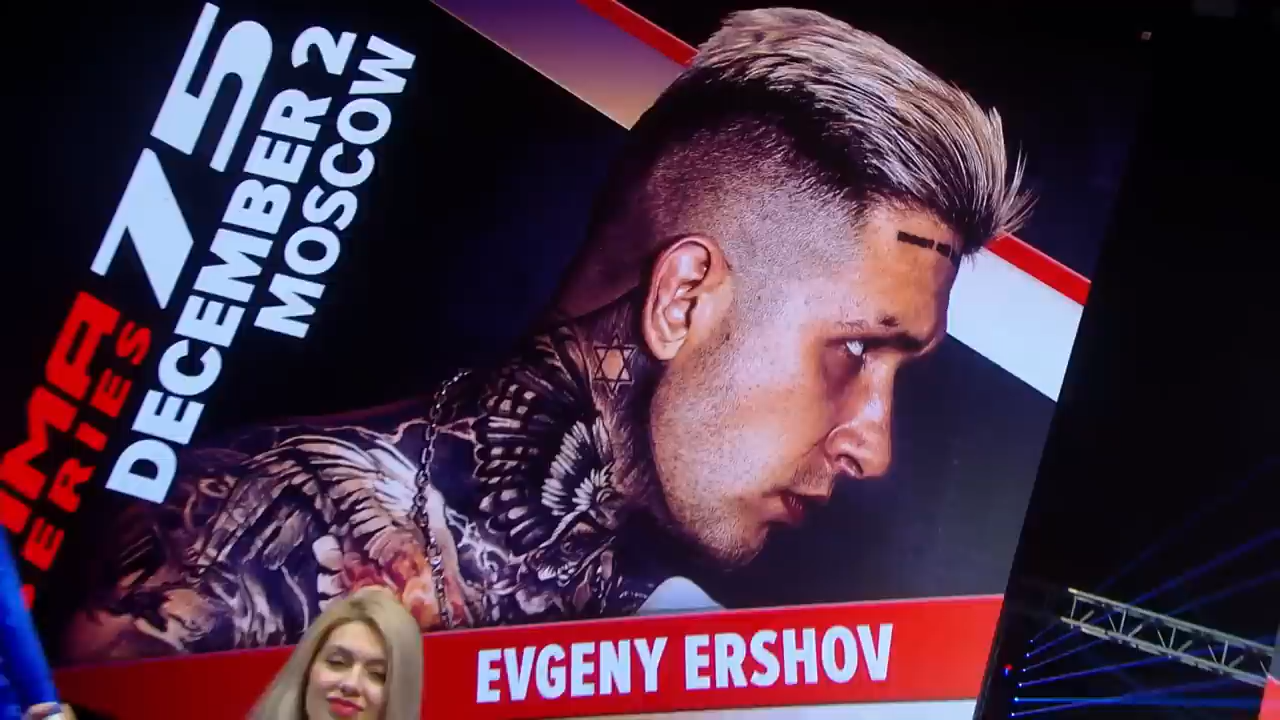 MMA
SERIES
75
DECEMBER 2
MOSCOW
EVGENY ERSHOV